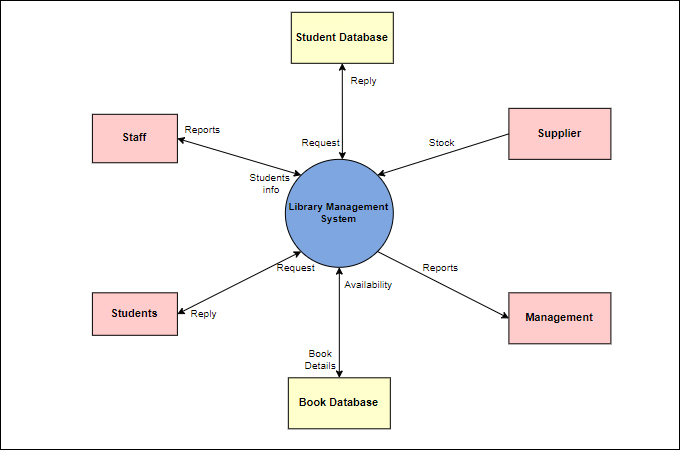 Student Database
Reply
Staff
Reports
Supplier
Request
Stock
Students
info
Library Management
System
Request
Reports
Availability
Students
Reply
Management
Book
Details
Book Database